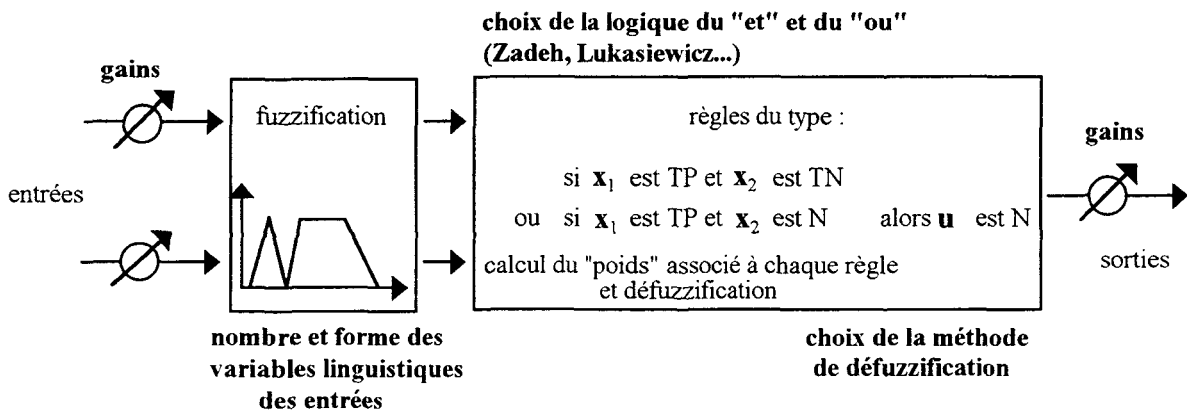 choix de la logique du "et" et du "ou"
(Zadeh, Lukasiewicz...)
gains
fuzzification
règles du type :
gains
entrées
si x₁ est TP et x₂ est TN
ou si x₁ est TP et x₂ est N alors u est N
calcul du "poids" associé à chaque règle
et défuzzification
sorties
nombre et forme des
variables linguistiques
des entrées
choix de la méthode
de défuzzification